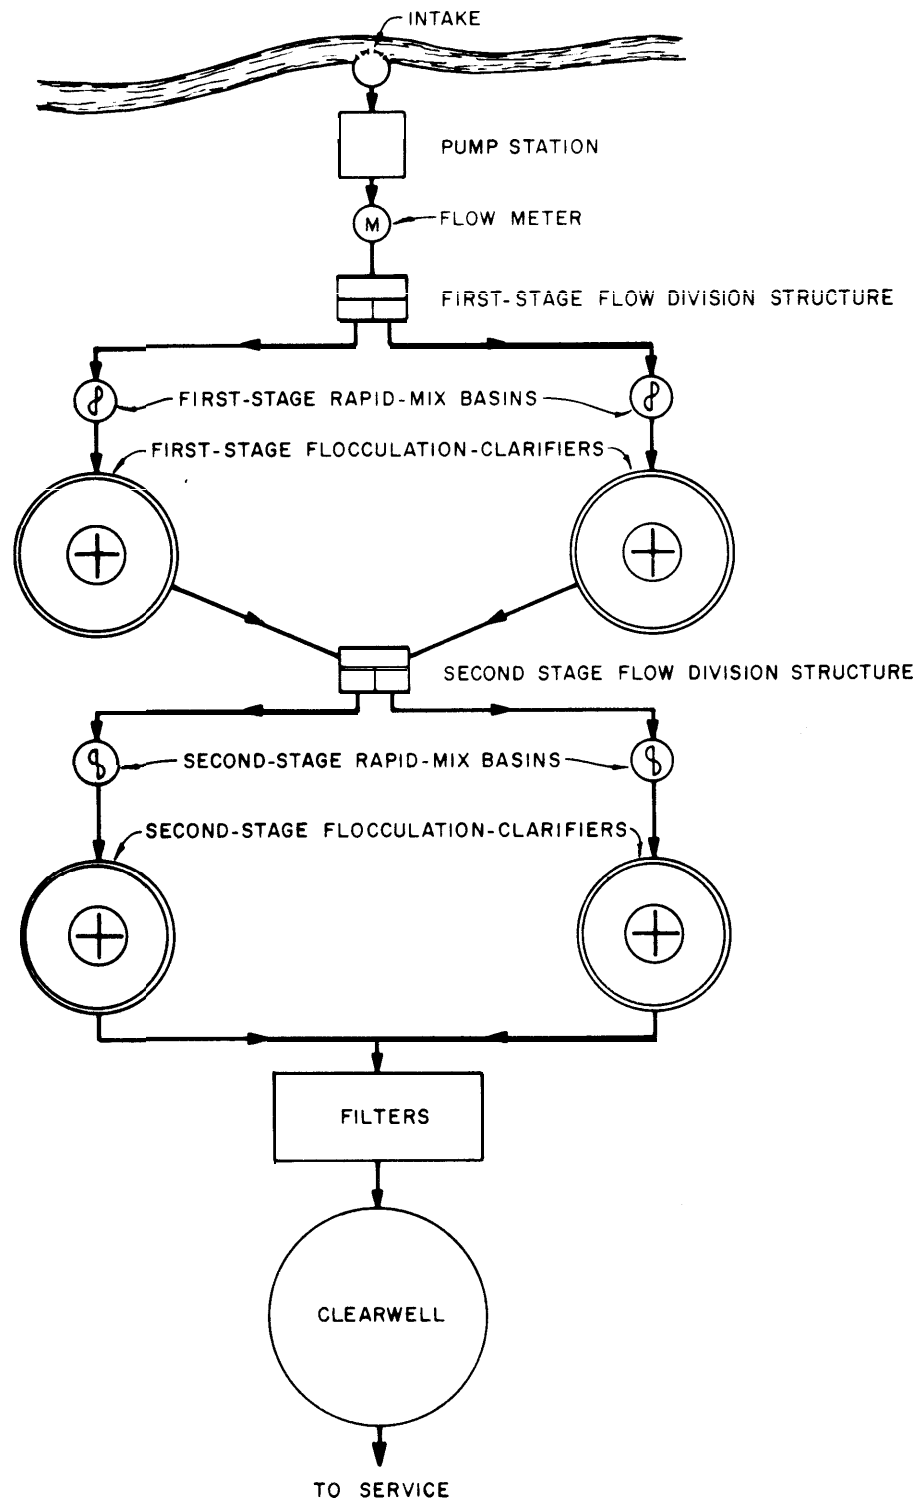 INTAKE
PUMP STATION
M
FLOW METER
FIRST-STAGE FLOW DIVISION STRUCTURE
FIRST-STAGE RAPID-MIX BASINS
FIRST-STAGE FLOCCULATION-CLARIFIERS
SECOND STAGE FLOW DIVISION STRUCTURE
SECOND-STAGE RAPID-MIX BASINS
SECOND-STAGE FLOCCULATION-CLARIFIERS
FILTERS
CLEARWELL
TO SERVICE